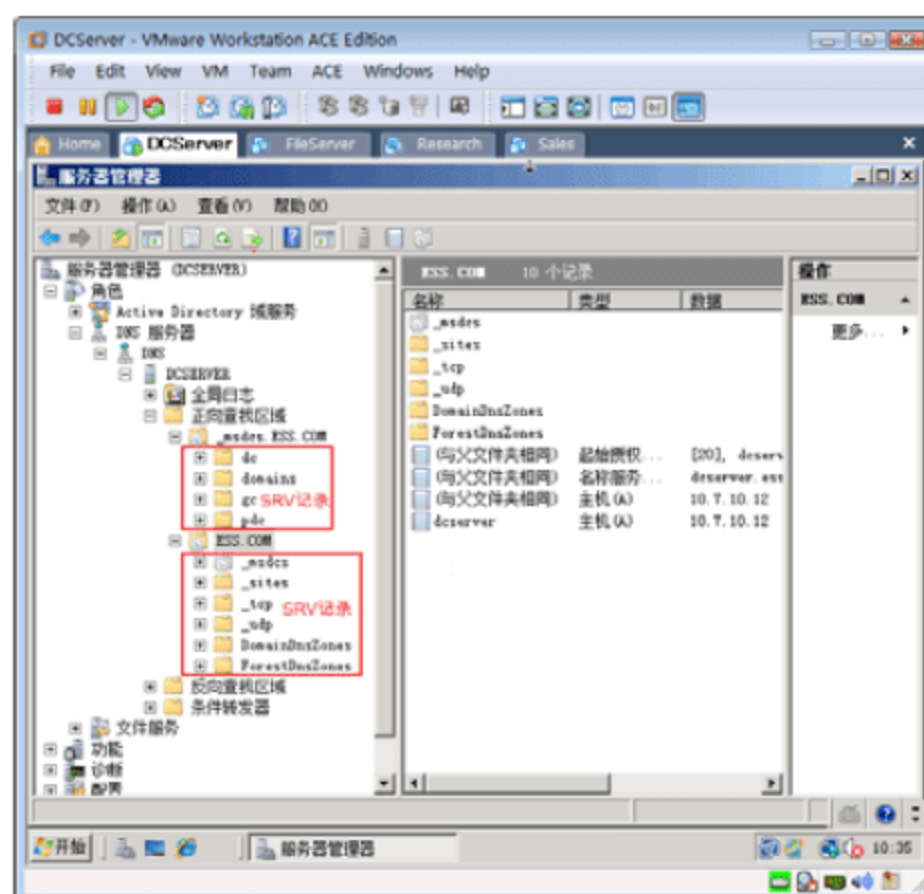 DCServer - VMware Workstation ACE Edition
File Edit View VM Team ACE Windows Help
Home DCServer FileServer Research Sales
服务器管理器
文件(F) 操作(A) 查看(V) 帮助(H)
服务器管理器 (DCSERVER)
角色
Active Directory 域服务
DNS 服务器
DNS
DCSERVER
全局日志
正向查找区域
_msdcs.ESS.COM
dc
domains
gc SRV记录
pdc
ESS.COM
_msdcs
_sites
_tcp SRV记录
_udp
DomainDnsZones
ForestDnsZones
反向查找区域
条件转发器
文件服务
功能
诊断
配置
ESS.COM 10 个记录
名称 类型 数据
_msdcs
_sites
_tcp
_udp
DomainDnsZones
ForestDnsZones
(与父文件夹相同) 起始授权... [20], dcserv
(与父文件夹相同) 名称服务... dcserver.ess
(与父文件夹相同) 主机(A) 10.7.10.12
dcserver 主机(A) 10.7.10.12
操作
ESS.COM
更多...
开始 服务器管理器 10:35